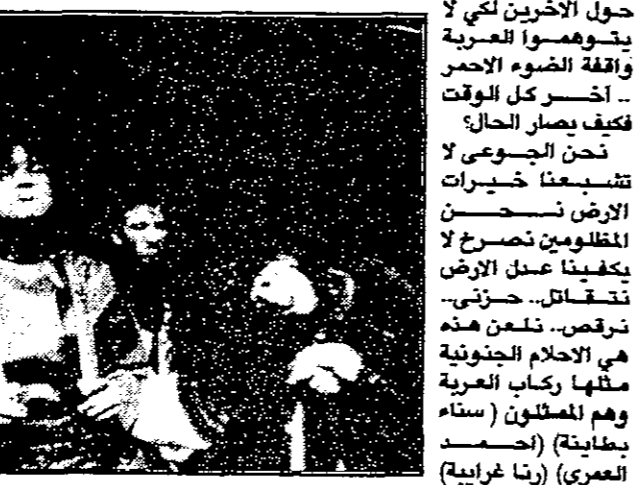 حول الآخرين لكي لا
يتوهموا العربة
واقفة الضوء الاحمر
.. اخر كل الوقت
فكيف يصار الحال؟
نحن الجوعى لا
تشبعنا خيرات
الارض نحن
المظلومين نصرخ لا
يكفينا عدل الارض
نتقاتل.. حزنى..
نرقص.. نلعن هذه
هي الاحلام الجنونية
مثلها ركاب العربة
وهم الممثلون ( سناء
بطاينة) (احمد
العمري) (رنا غرايبة)